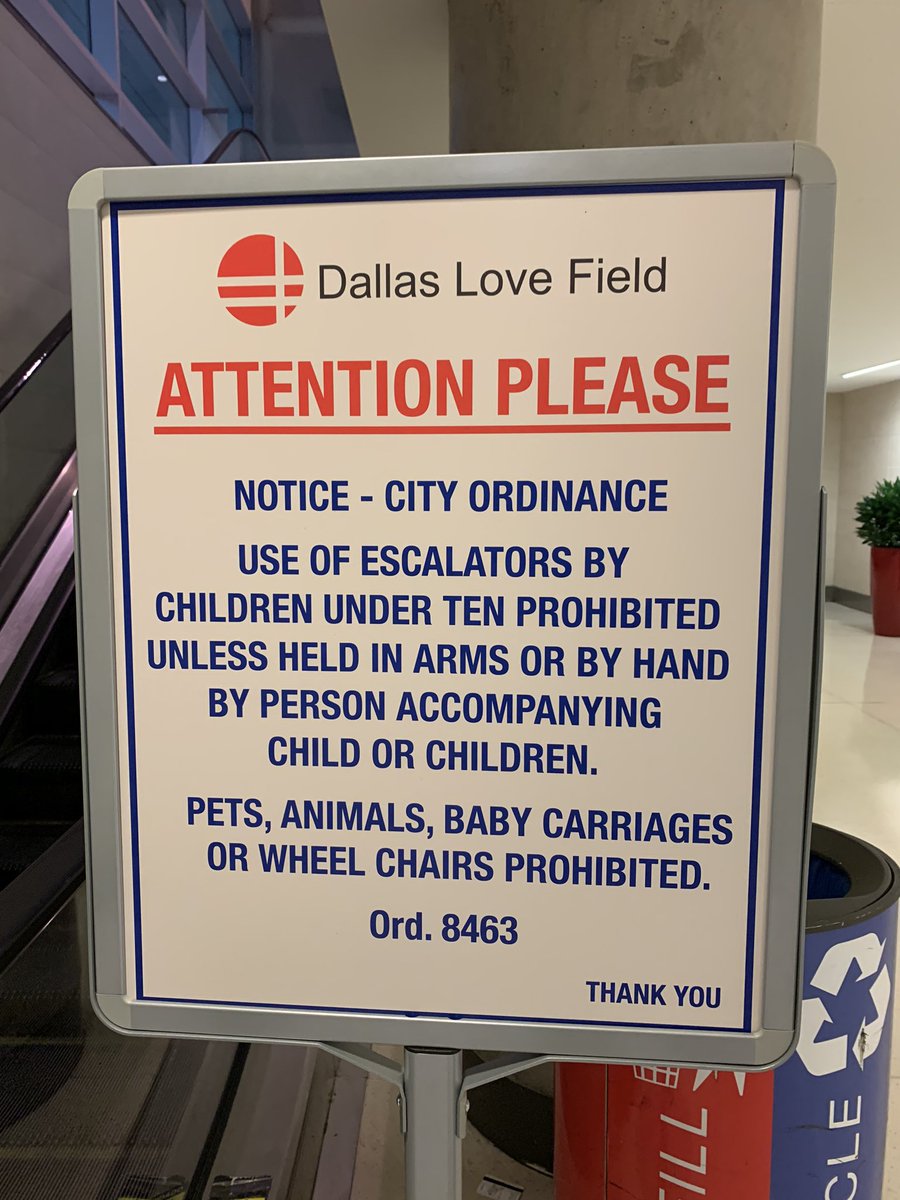 Dallas Love Field
ATTENTION PLEASE
NOTICE - CITY ORDINANCE
USE OF ESCALATORS BY
CHILDREN UNDER TEN PROHIBITED
UNLESS HELD IN ARMS OR BY HAND
BY PERSON ACCOMPANYING
CHILD OR CHILDREN.
PETS, ANIMALS, BABY CARRIAGES
OR WHEEL CHAIRS PROHIBITED.
Ord. 8463
THANK YOU